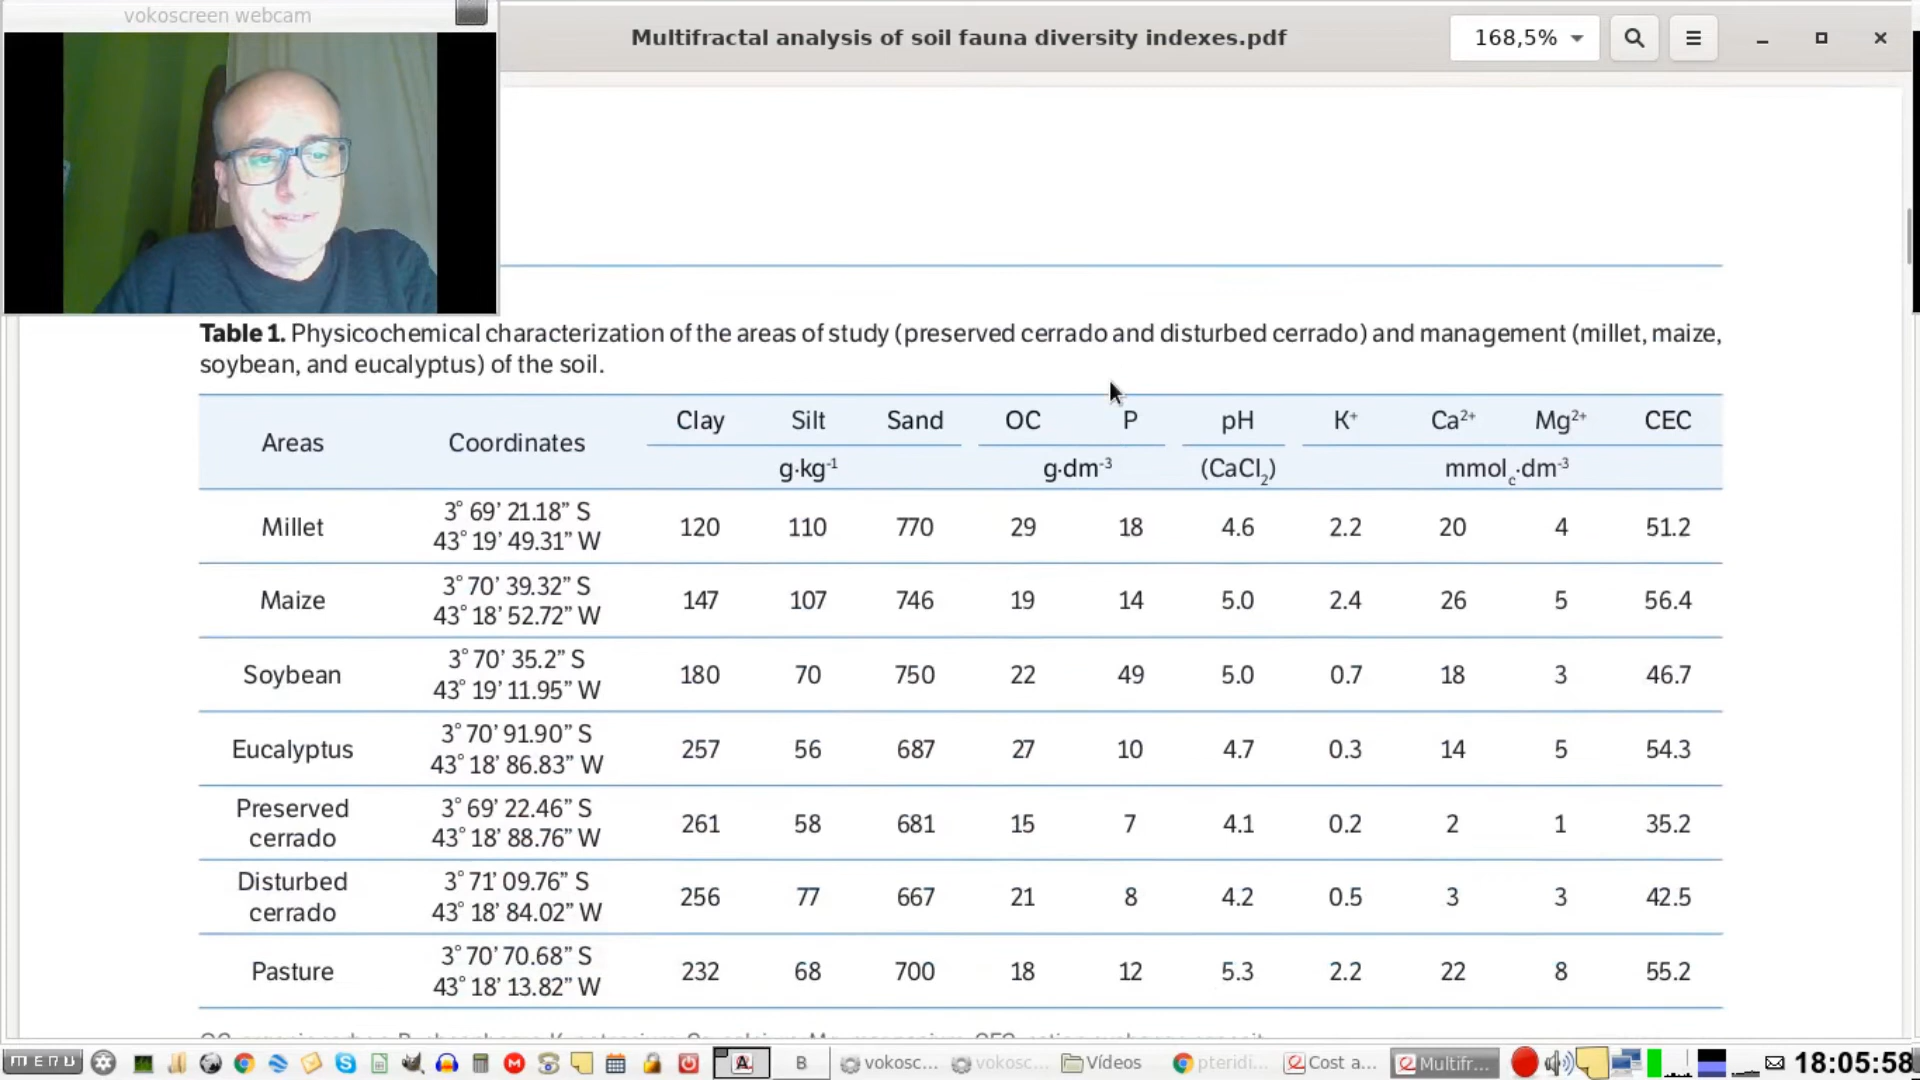 vokoscreen webcam
Multifractal analysis of soil fauna diversity indexes.pdf
168,5%
Table 1. Physicochemical characterization of the areas of study (preserved cerrado and disturbed cerrado) and management (millet, maize,
soybean, and eucalyptus) of the soil.
Areas Coordinates Clay Silt Sand OC P pH K⁺ Ca²⁺ Mg²⁺ CEC
g·kg⁻¹ g·dm⁻³ (CaCl₂) mmol꜀·dm⁻³
Millet 3° 69’ 21.18” S 43° 19’ 49.31” W 120 110 770 29 18 4.6 2.2 20 4 51.2
Maize 3° 70’ 39.32” S 43° 18’ 52.72” W 147 107 746 19 14 5.0 2.4 26 5 56.4
Soybean 3° 70’ 35.2” S 43° 19’ 11.95” W 180 70 750 22 49 5.0 0.7 18 3 46.7
Eucalyptus 3° 70’ 91.90” S 43° 18’ 86.83” W 257 56 687 27 10 4.7 0.3 14 5 54.3
Preserved cerrado 3° 69’ 22.46” S 43° 18’ 88.76” W 261 58 681 15 7 4.1 0.2 2 1 35.2
Disturbed cerrado 3° 71’ 09.76” S 43° 18’ 84.02” W 256 77 667 21 8 4.2 0.5 3 3 42.5
Pasture 3° 70’ 70.68” S 43° 18’ 13.82” W 232 68 700 18 12 5.3 2.2 22 8 55.2
MENU A B vokosc... vokosc... Vídeos pteridi... Cost a... Multifr... 18:05:58